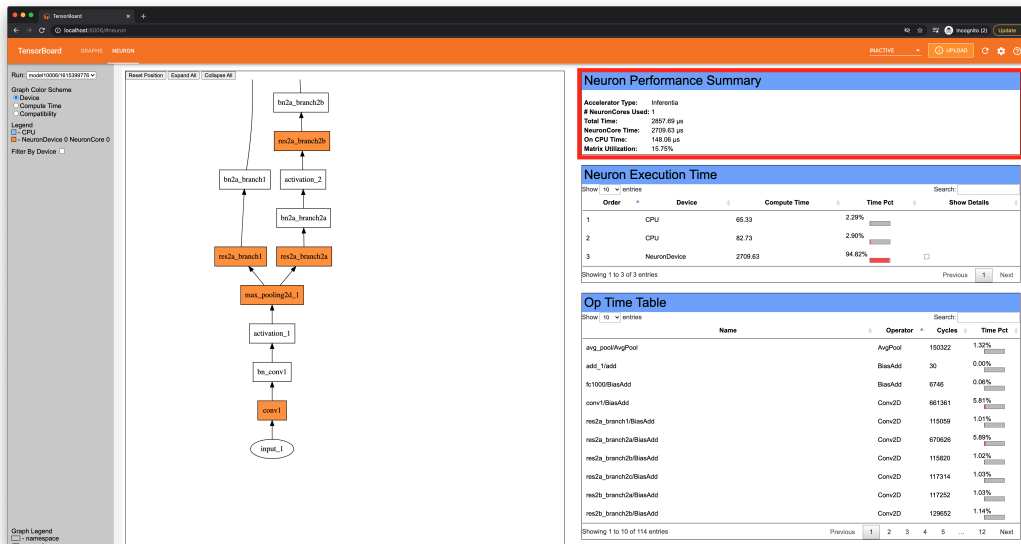 TensorBoard
localhost:6006/#neuron
Incognito (2)
Update
TensorBoard
GRAPHS
NEURON
INACTIVE
UPLOAD
Run: model10006/1615399776
Graph Color Scheme
Device
Compute Time
Compatibility
Legend
- CPU
- NeuronDevice 0 NeuronCore 0
Filter By Device
Graph Legend
- namespace
Reset Position Expand All Collapse All
bn2a_branch2b
res2a_branch2b
bn2a_branch1 activation_2
bn2a_branch2a
res2a_branch1 res2a_branch2a
max_pooling2d_1
activation_1
bn_conv1
conv1
input_1
Neuron Performance Summary
Accelerator Type: Inferentia
# NeuronCores Used: 1
Total Time: 2857.69 µs
NeuronCore Time: 2709.63 µs
On CPU Time: 148.06 µs
Matrix Utilization: 15.75%
Neuron Execution Time
Show 10 entries Search:
Order Device Compute Time Time Pct Show Details
1 CPU 65.33 2.29%
2 CPU 82.73 2.90%
3 NeuronDevice 2709.63 94.82%
Showing 1 to 3 of 3 entries Previous 1 Next
Op Time Table
Show 10 entries Search:
Name Operator Cycles Time Pct
avg_pool/AvgPool AvgPool 150322 1.32%
add_1/add BiasAdd 30 0.00%
fc1000/BiasAdd BiasAdd 6746 0.06%
conv1/BiasAdd Conv2D 661361 5.81%
res2a_branch1/BiasAdd Conv2D 115059 1.01%
res2a_branch2a/BiasAdd Conv2D 670626 5.89%
res2a_branch2b/BiasAdd Conv2D 115820 1.02%
res2a_branch2c/BiasAdd Conv2D 117314 1.03%
res2b_branch2a/BiasAdd Conv2D 117252 1.03%
res2b_branch2b/BiasAdd Conv2D 129652 1.14%
Showing 1 to 10 of 114 entries Previous 1 2 3 4 5 ... 12 Next